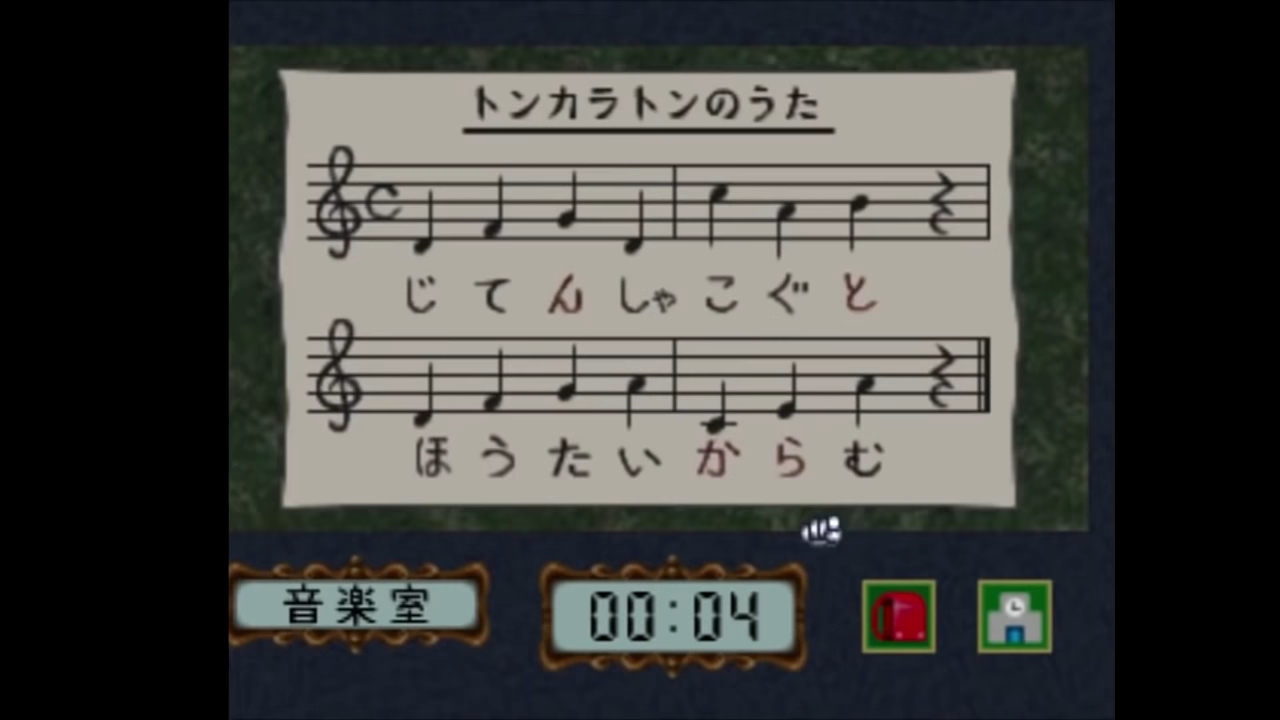 トンカラトンのうた
じてんしゃこぐと
ほうたいからむ
音楽室
00:04